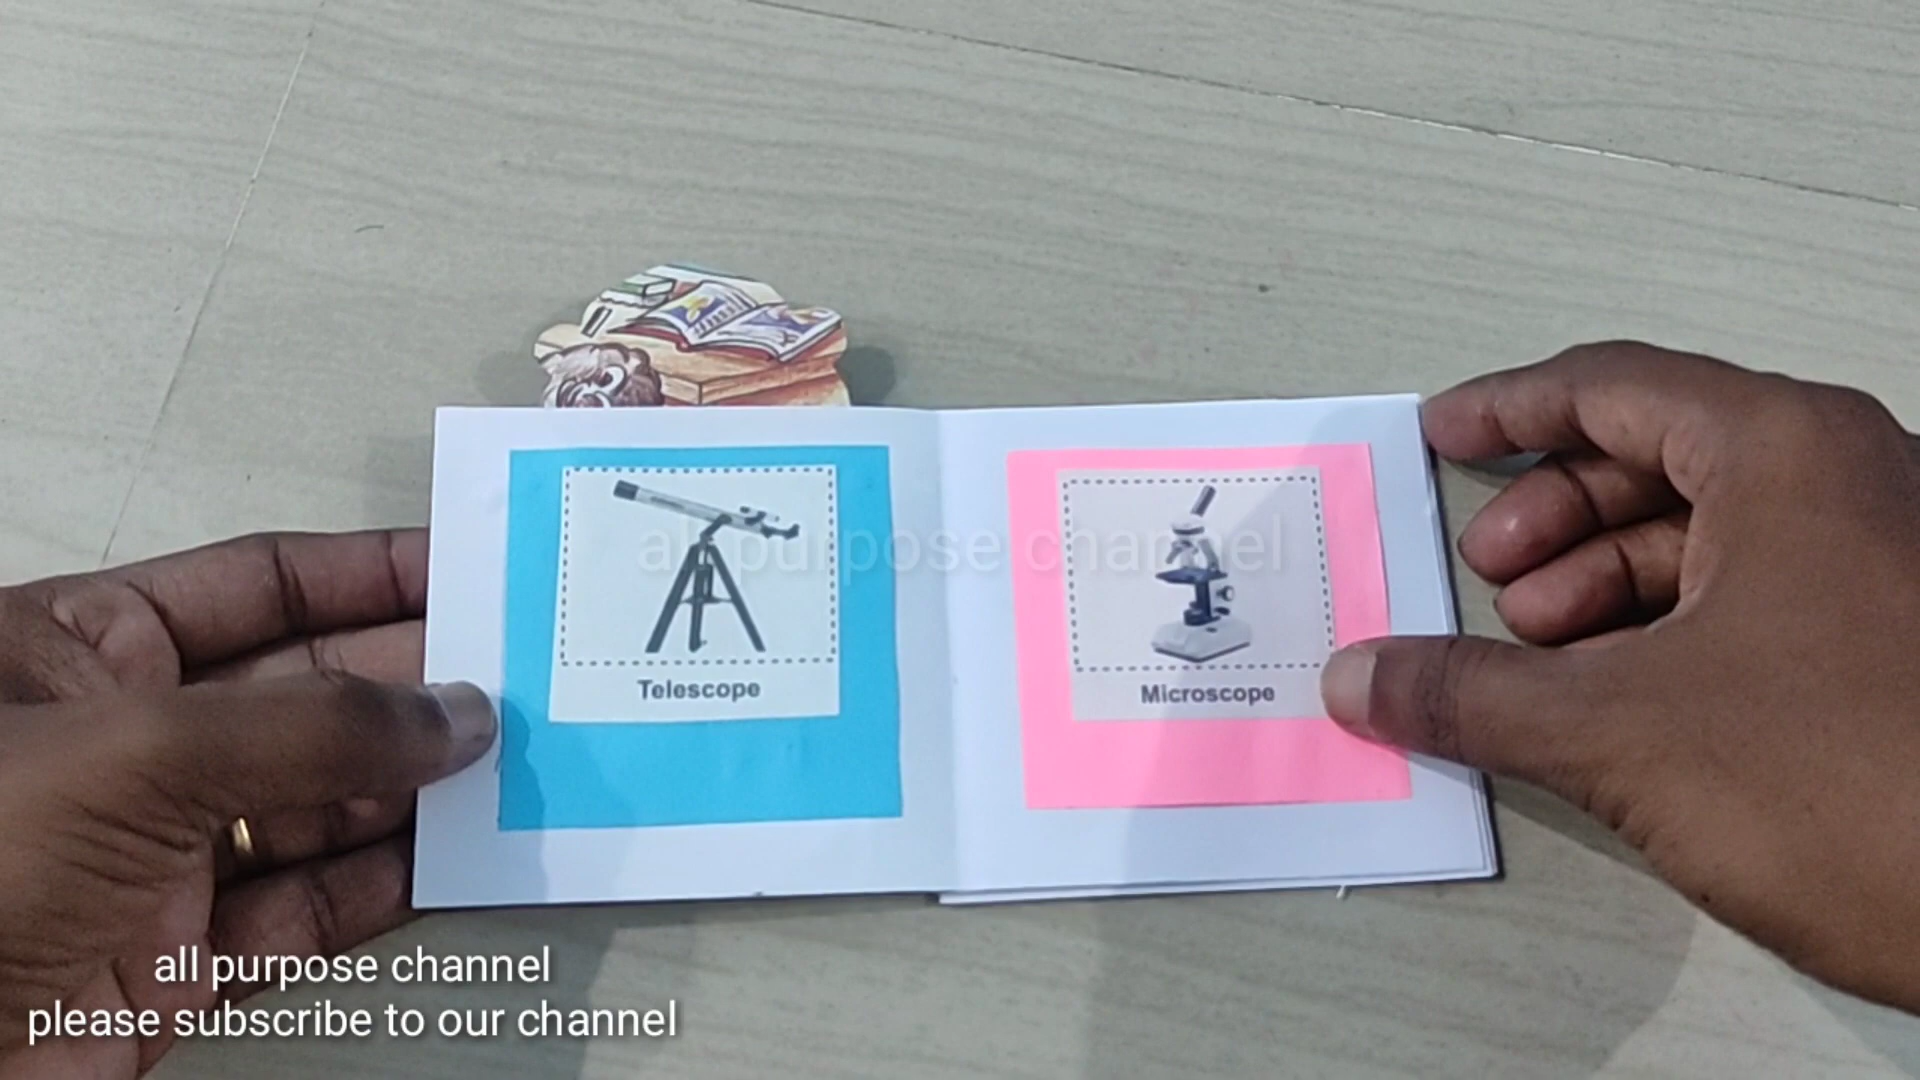 all purpose channel
Telescope
Microscope
all purpose channel
please subscribe to our channel